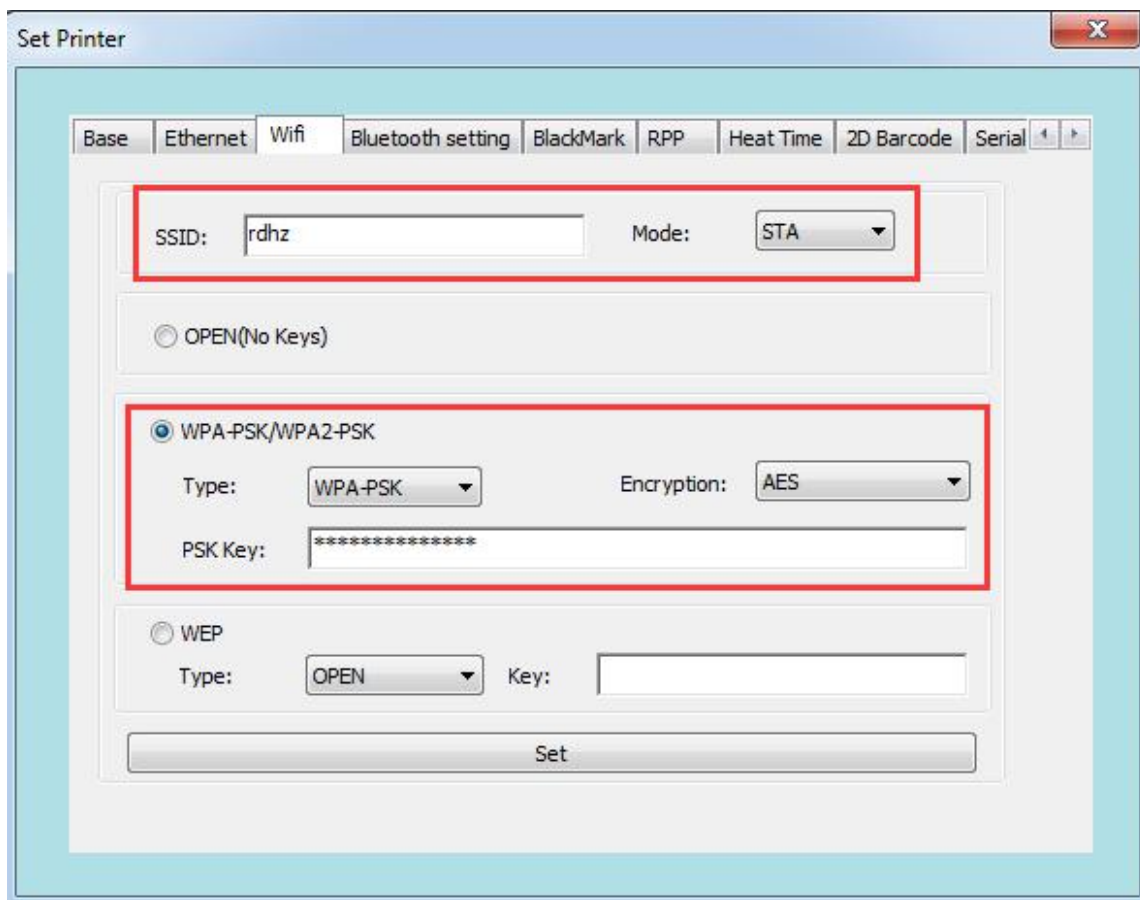 Set Printer
Base Ethernet Wifi Bluetooth setting BlackMark RPP Heat Time 2D Barcode Serial
SSID: rdhz Mode: STA
OPEN(No Keys)
WPA-PSK/WPA2-PSK
Type: WPA-PSK Encryption: AES
PSK Key: **************
WEP
Type: OPEN Key:
Set